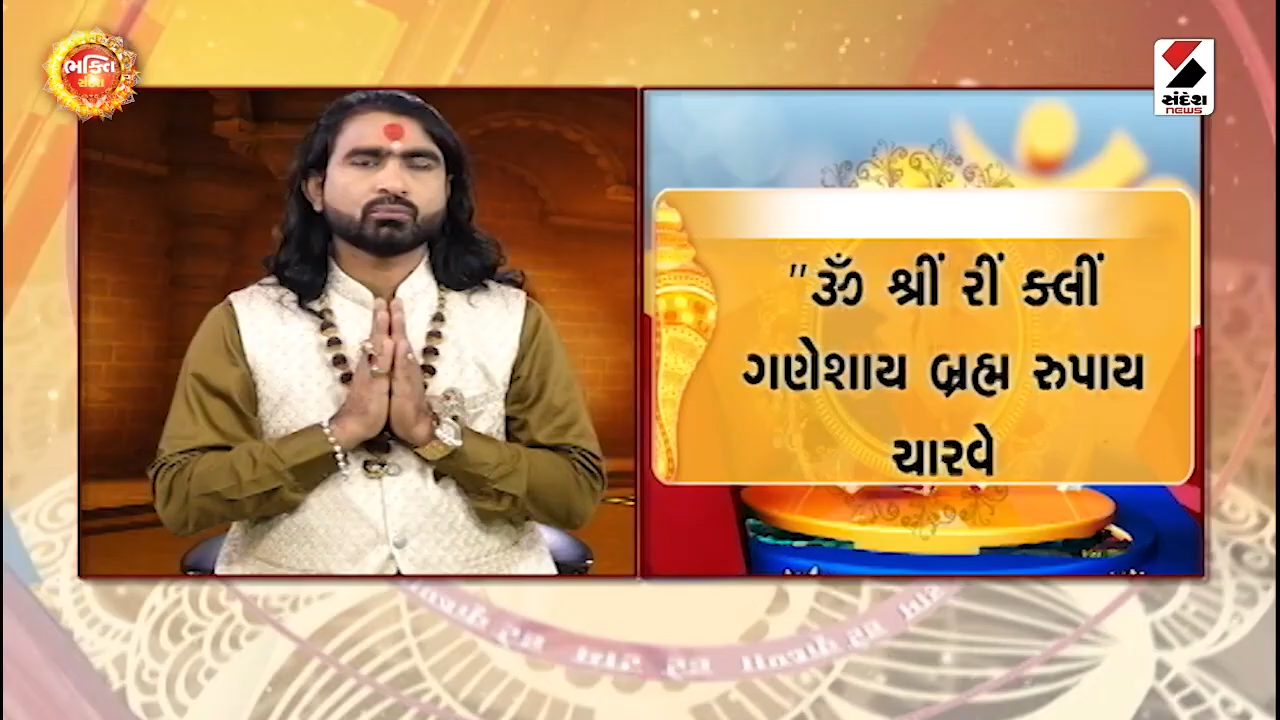 ભક્તિ
સંધ્યા
સંદેશ
NEWS
"ૐ શ્રીં રીં ક્લીં
ગણેશાય બ્રહ્મ રુપાય
ચારવે